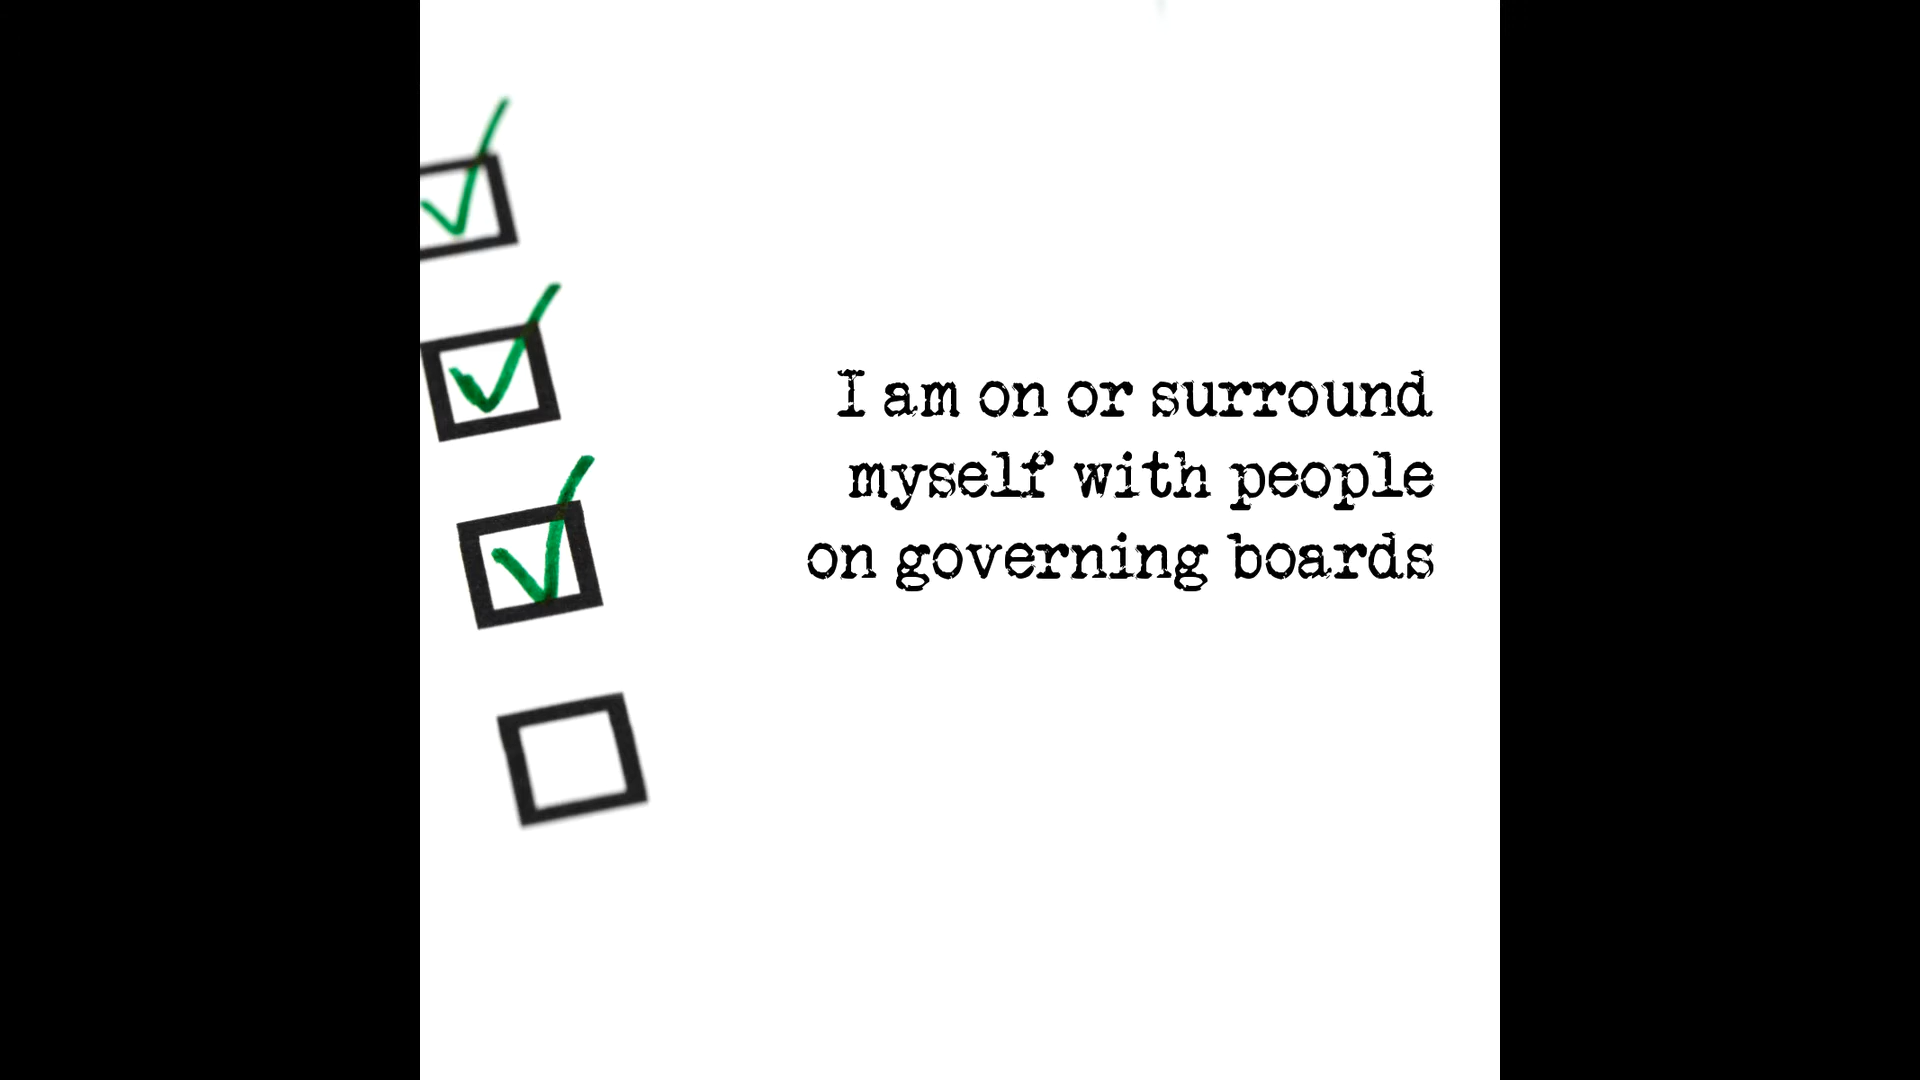 I am on or surround
myself with people
on governing boards